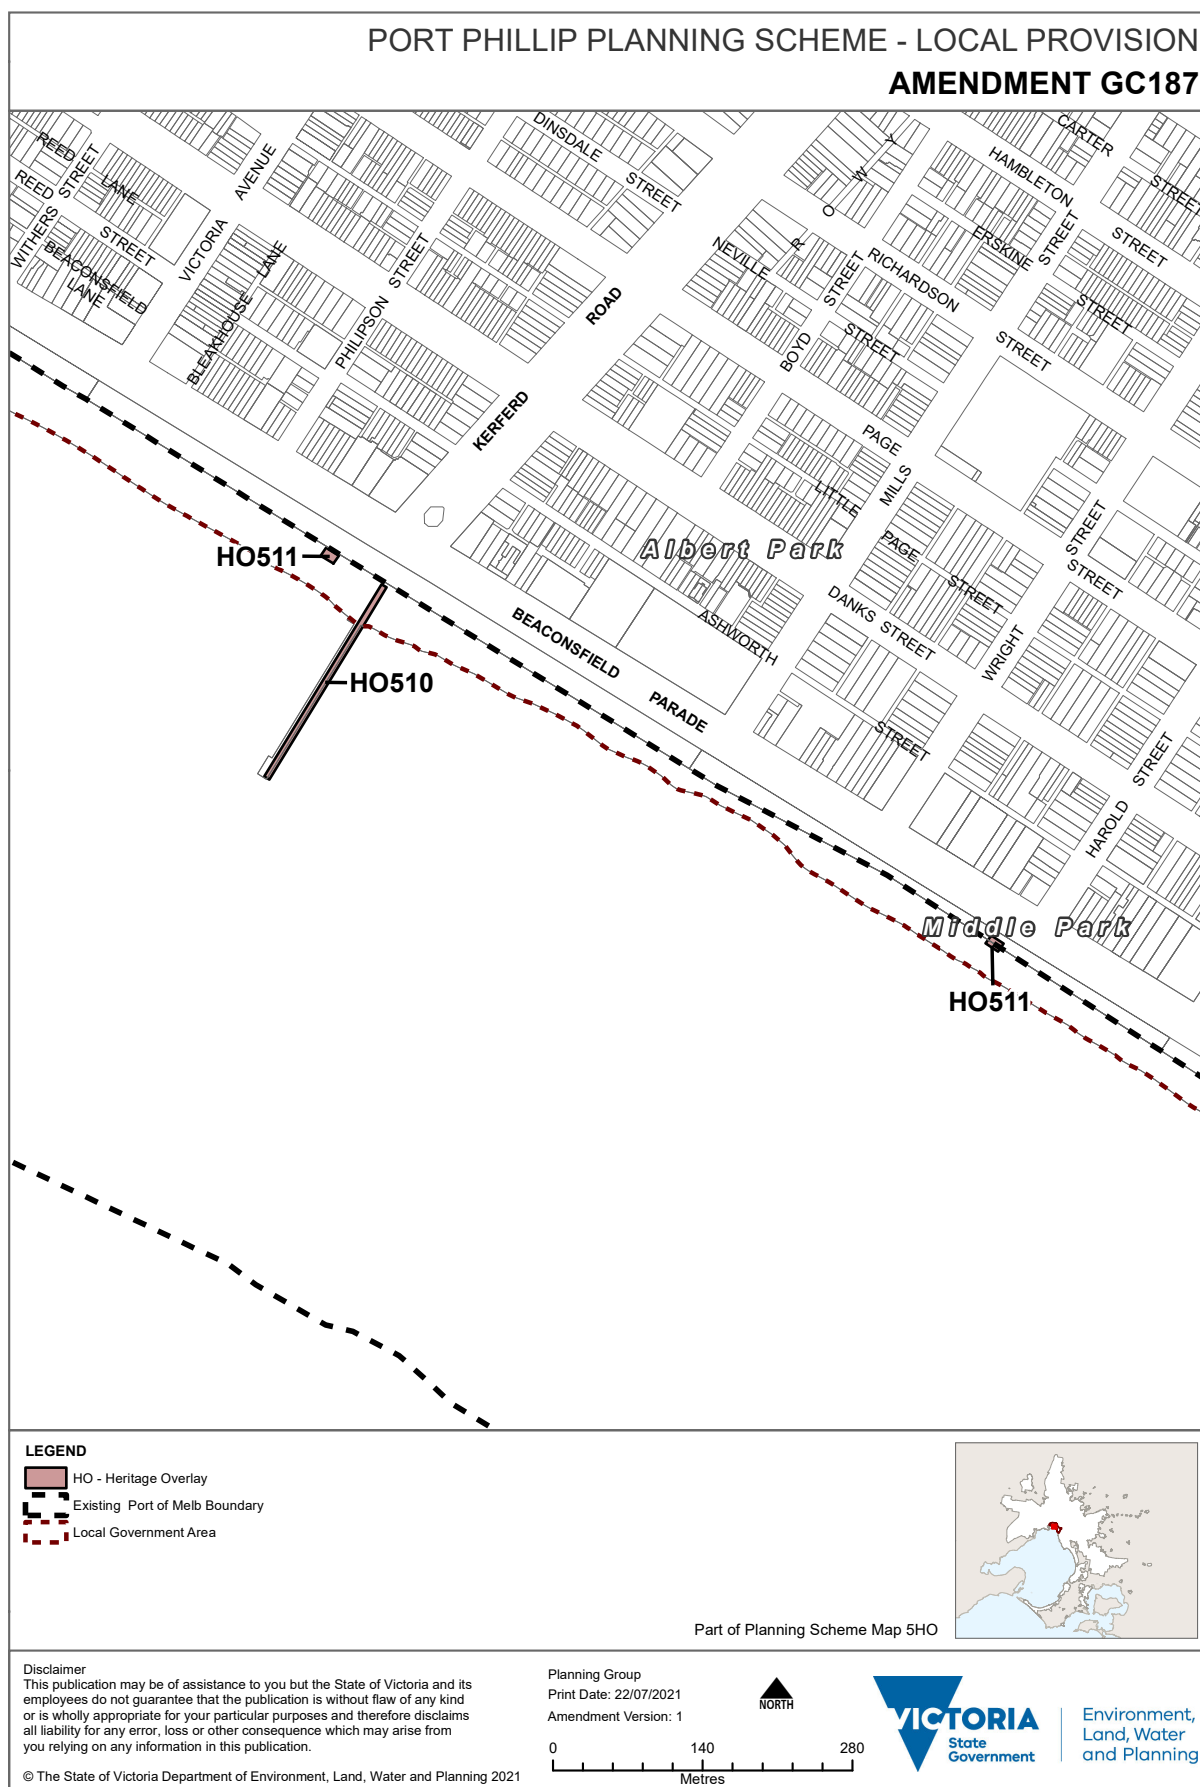 PORT PHILLIP PLANNING SCHEME - LOCAL PROVISION
AMENDMENT GC187
REED
LANE
REED
STREET
WITHERS
STREET
BEACONSFIELD
LANE
VICTORIA
AVENUE
BLEAKHOUSE
LANE
PHILIPSON
STREET
DINSDALE
STREET
KERFERD
ROAD
NEVILLE
STREET
R O W Y
BOYD
STREET
RICHARDSON
STREET
HAMBLETON
STREET
CARTER
STREET
ERSKINE
STREET
MILLS
STREET
PAGE
STREET
LITTLE
PAGE
STREET
DANKS STREET
WRIGHT
STREET
HAROLD
STREET
ASHWORTH
STREET
Albert Park
BEACONSFIELD
PARADE
HO511
HO510
Middle Park
HO511
LEGEND
HO - Heritage Overlay
Existing Port of Melb Boundary
Local Government Area
Part of Planning Scheme Map 5HO
Disclaimer
This publication may be of assistance to you but the State of Victoria and its
employees do not guarantee that the publication is without flaw of any kind
or is wholly appropriate for your particular purposes and therefore disclaims
all liability for any error, loss or other consequence which may arise from
you relying on any information in this publication.
© The State of Victoria Department of Environment, Land, Water and Planning 2021
Planning Group
Print Date: 22/07/2021
Amendment Version: 1
0 140 280
Metres
NORTH
VICTORIA
State
Government
Environment,
Land, Water
and Planning